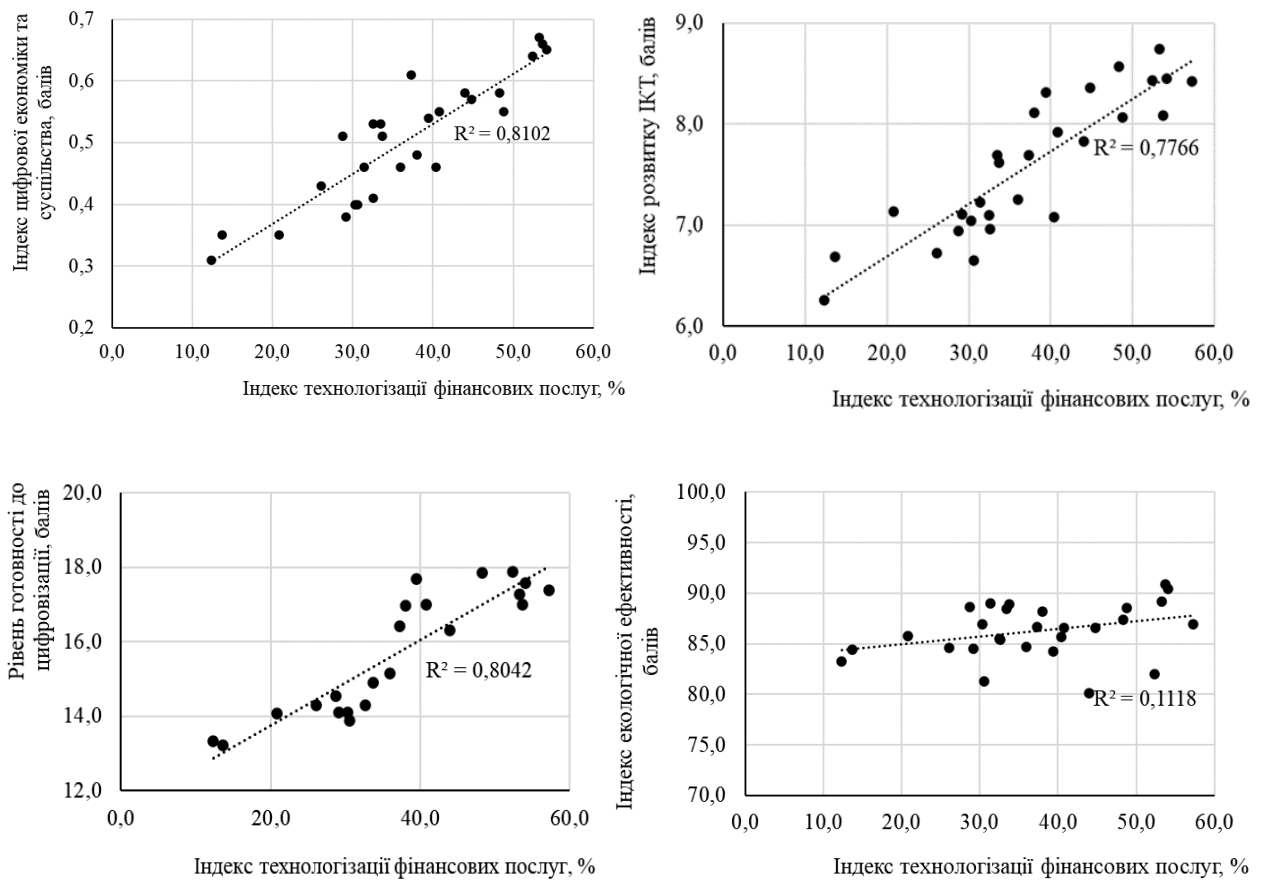 Індекс цифрової економіки та
суспільства, балів
0,7
0,6
0,5
0,4
0,3
0,2
R² = 0,8102
0,0 10,0 20,0 30,0 40,0 50,0 60,0
Індекс технологізації фінансових послуг, %
Індекс розвитку ІКТ, балів
9,0
8,0
7,0
6,0
R² = 0,7766
0,0 10,0 20,0 30,0 40,0 50,0 60,0
Індекс технологізації фінансових послуг, %
Рівень готовності до
цифровізації, балів
20,0
18,0
16,0
14,0
12,0
R² = 0,8042
0,0 20,0 40,0 60,0
Індекс технологізації фінансових послуг, %
Індекс екологічної ефективності,
балів
100,0
95,0
90,0
85,0
80,0
75,0
70,0
R² = 0,1118
0,0 10,0 20,0 30,0 40,0 50,0 60,0
Індекс технологізації фінансових послуг, %